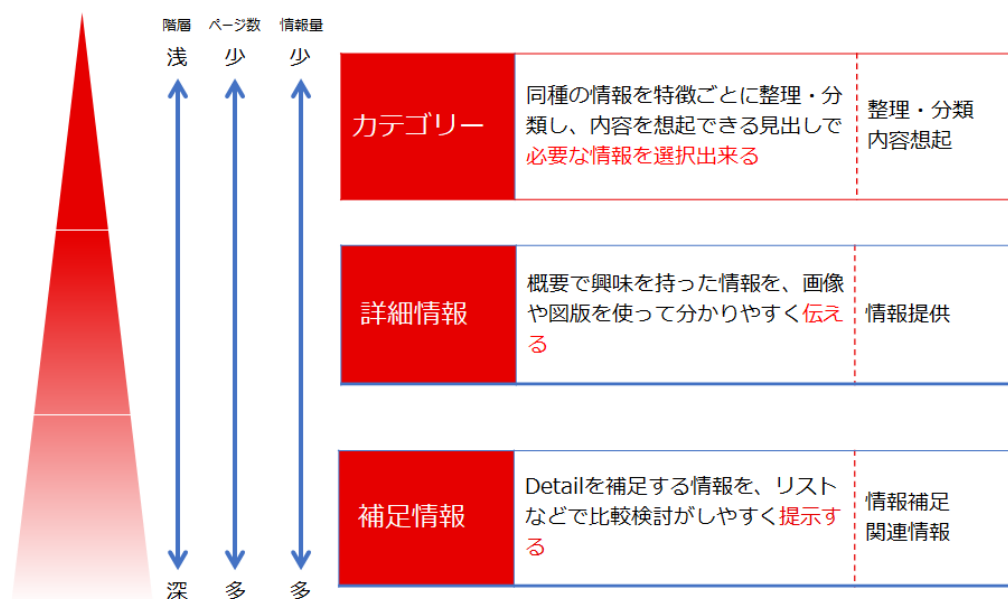 階層 ページ数 情報量
浅 少 少
カテゴリー
同種の情報を特徴ごとに整理・分
類し、内容を想起できる見出しで
必要な情報を選択出来る
整理・分類
内容想起
詳細情報
概要で興味を持った情報を、画像
や図版を使って分かりやすく伝え
る
情報提供
補足情報
Detailを補足する情報を、リスト
などで比較検討がしやすく提示す
る
情報補足
関連情報
深 多 多